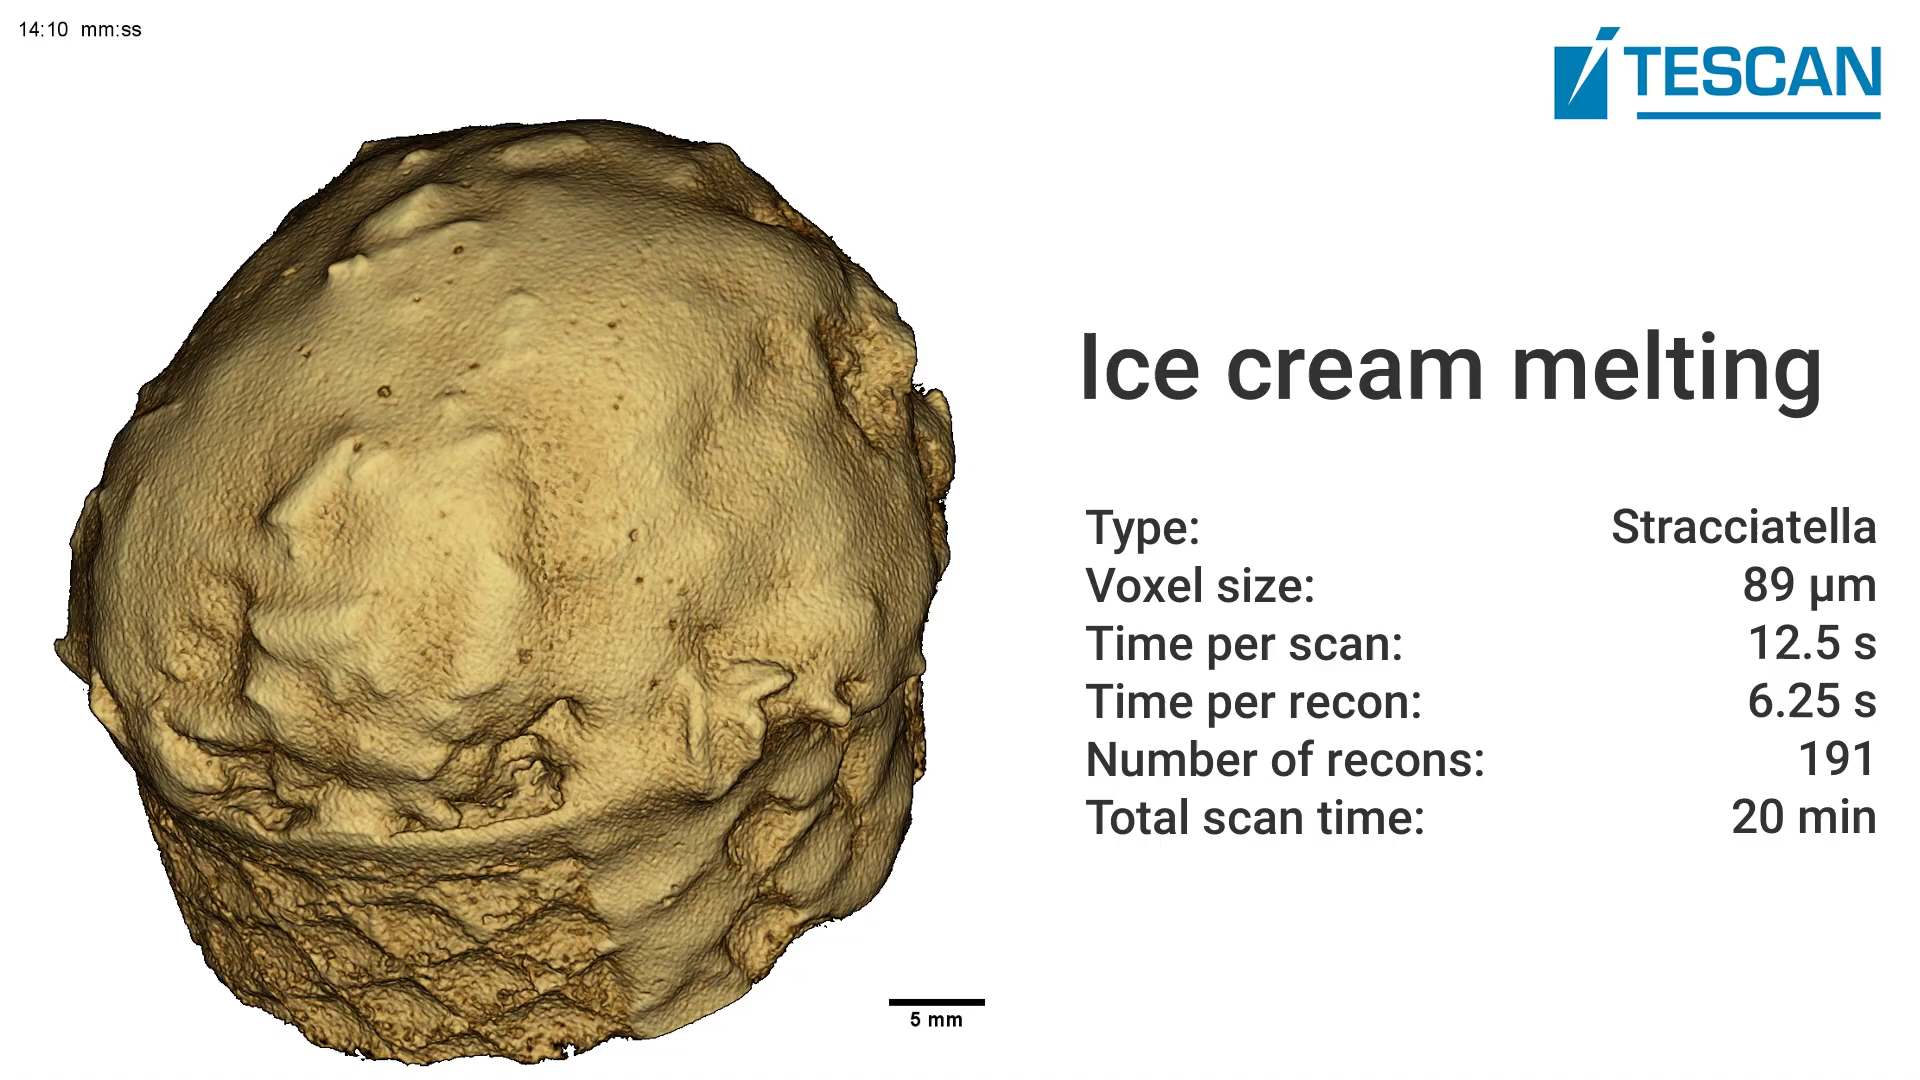 14:10 mm:ss
TESCAN
Ice cream melting
Type: Stracciatella
Voxel size: 89 µm
Time per scan: 12.5 s
Time per recon: 6.25 s
Number of recons: 191
Total scan time: 20 min
5 mm